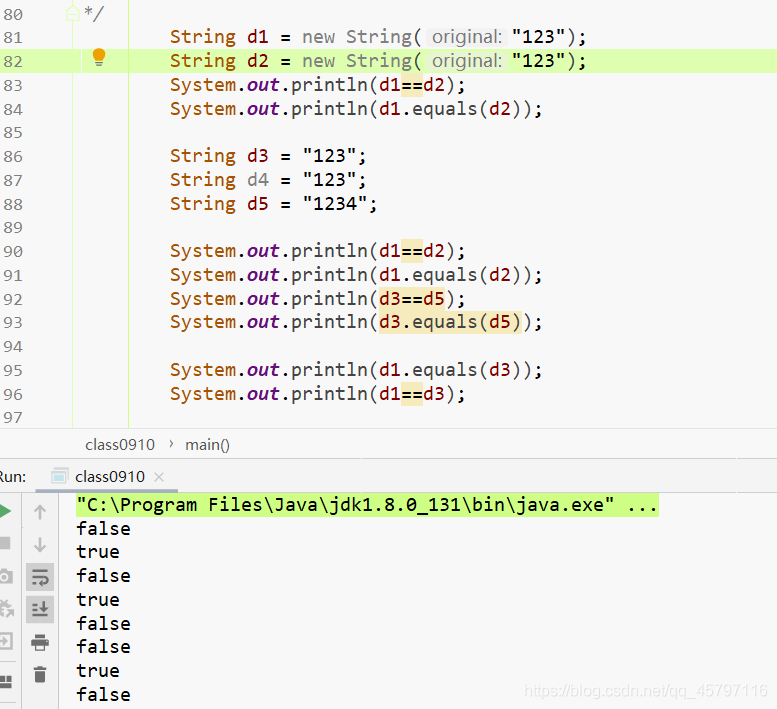 80 */
81 String d1 = new String( original: "123");
82 String d2 = new String( original: "123");
83 System.out.println(d1==d2);
84 System.out.println(d1.equals(d2));
85
86 String d3 = "123";
87 String d4 = "123";
88 String d5 = "1234";
89
90 System.out.println(d1==d2);
91 System.out.println(d1.equals(d2));
92 System.out.println(d3==d5);
93 System.out.println(d3.equals(d5));
94
95 System.out.println(d1.equals(d3));
96 System.out.println(d1==d3);
97
class0910 › main()
Run: class0910 ×
"C:\Program Files\Java\jdk1.8.0_131\bin\java.exe" ...
false
true
false
true
false
false
true
false
https://blog.csdn.net/qq_45797116